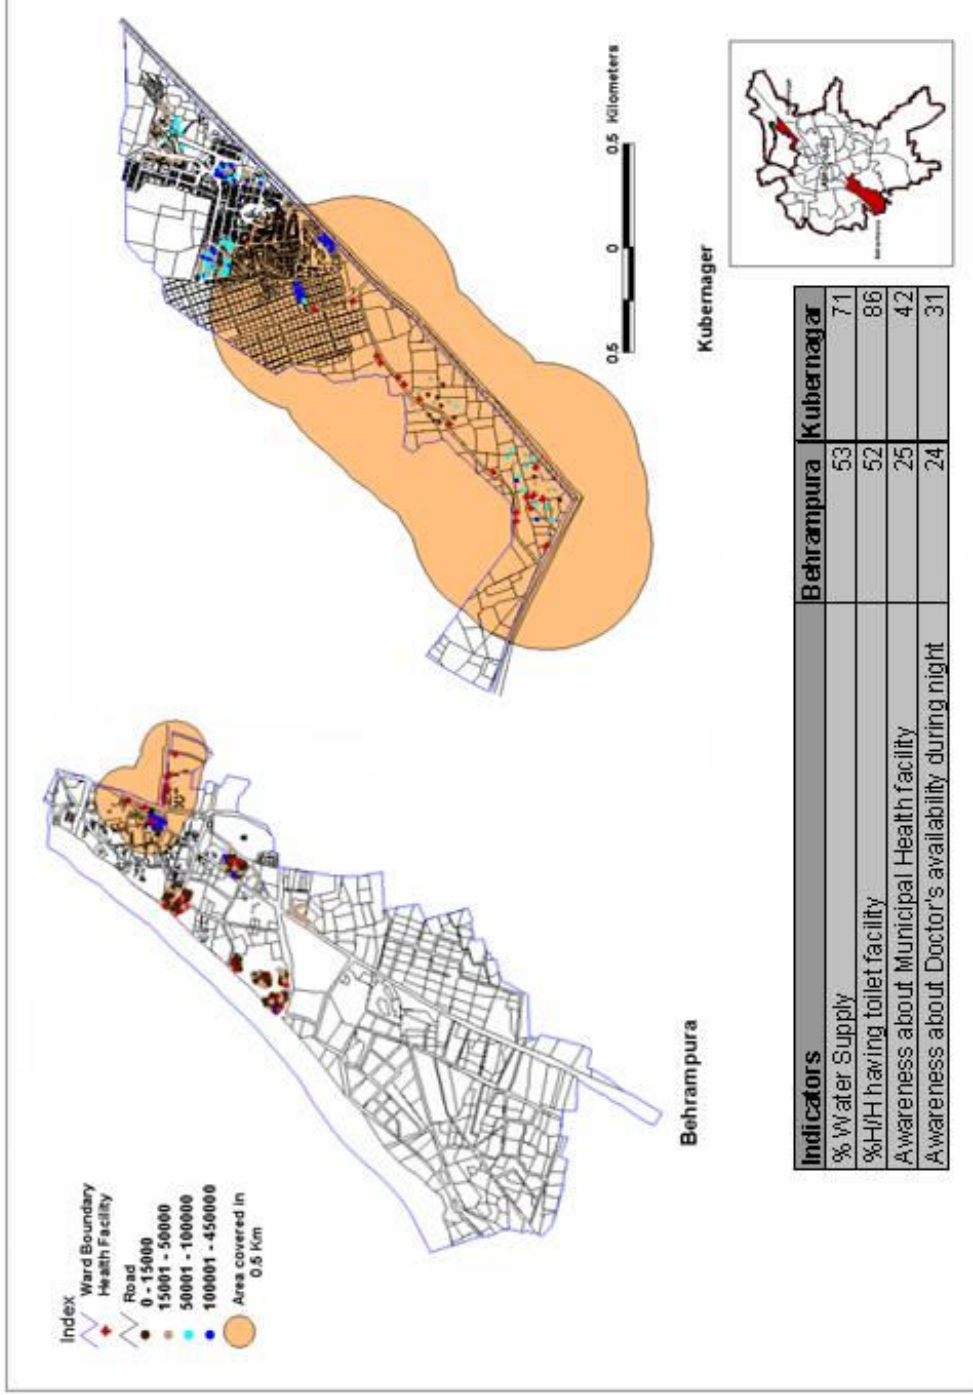 Index
Ward Boundary
Health Facility
Road
0 - 15000
15001 - 50000
50001 - 100000
100001 - 450000
Area covered in
0.5 Km
Behrampura
0.5 0 0.5 Kilometers
Kubernager
Indicators Behrampura Kubernagar
% Water Supply 53 71
%H/H having toilet facility 52 86
Awareness about Municipal Health facility 25 42
Awareness about Doctor's availability during night 24 31